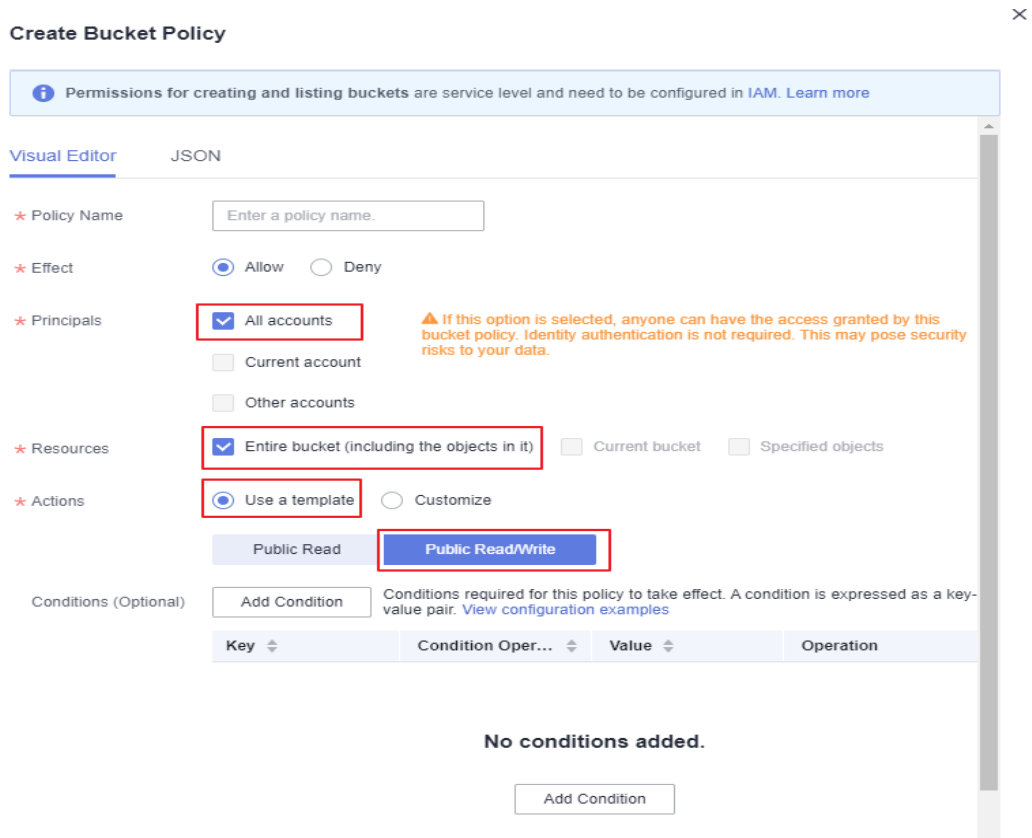 Create Bucket Policy
Permissions for creating and listing buckets are service level and need to be configured in IAM. Learn more
Visual Editor JSON
* Policy Name Enter a policy name.
* Effect Allow Deny
* Principals All accounts
If this option is selected, anyone can have the access granted by this
bucket policy. Identity authentication is not required. This may pose security
risks to your data.
Current account
Other accounts
* Resources Entire bucket (including the objects in it) Current bucket Specified objects
* Actions Use a template Customize
Public Read Public Read/Write
Conditions (Optional) Add Condition
Conditions required for this policy to take effect. A condition is expressed as a key-
value pair. View configuration examples
Key Condition Oper... Value Operation
No conditions added.
Add Condition